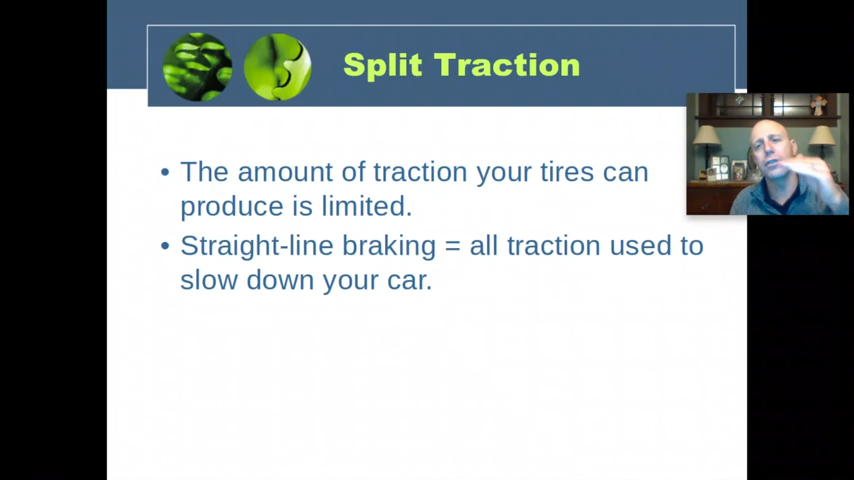 Split Traction
• The amount of traction your tires can
produce is limited.
• Straight-line braking = all traction used to
slow down your car.